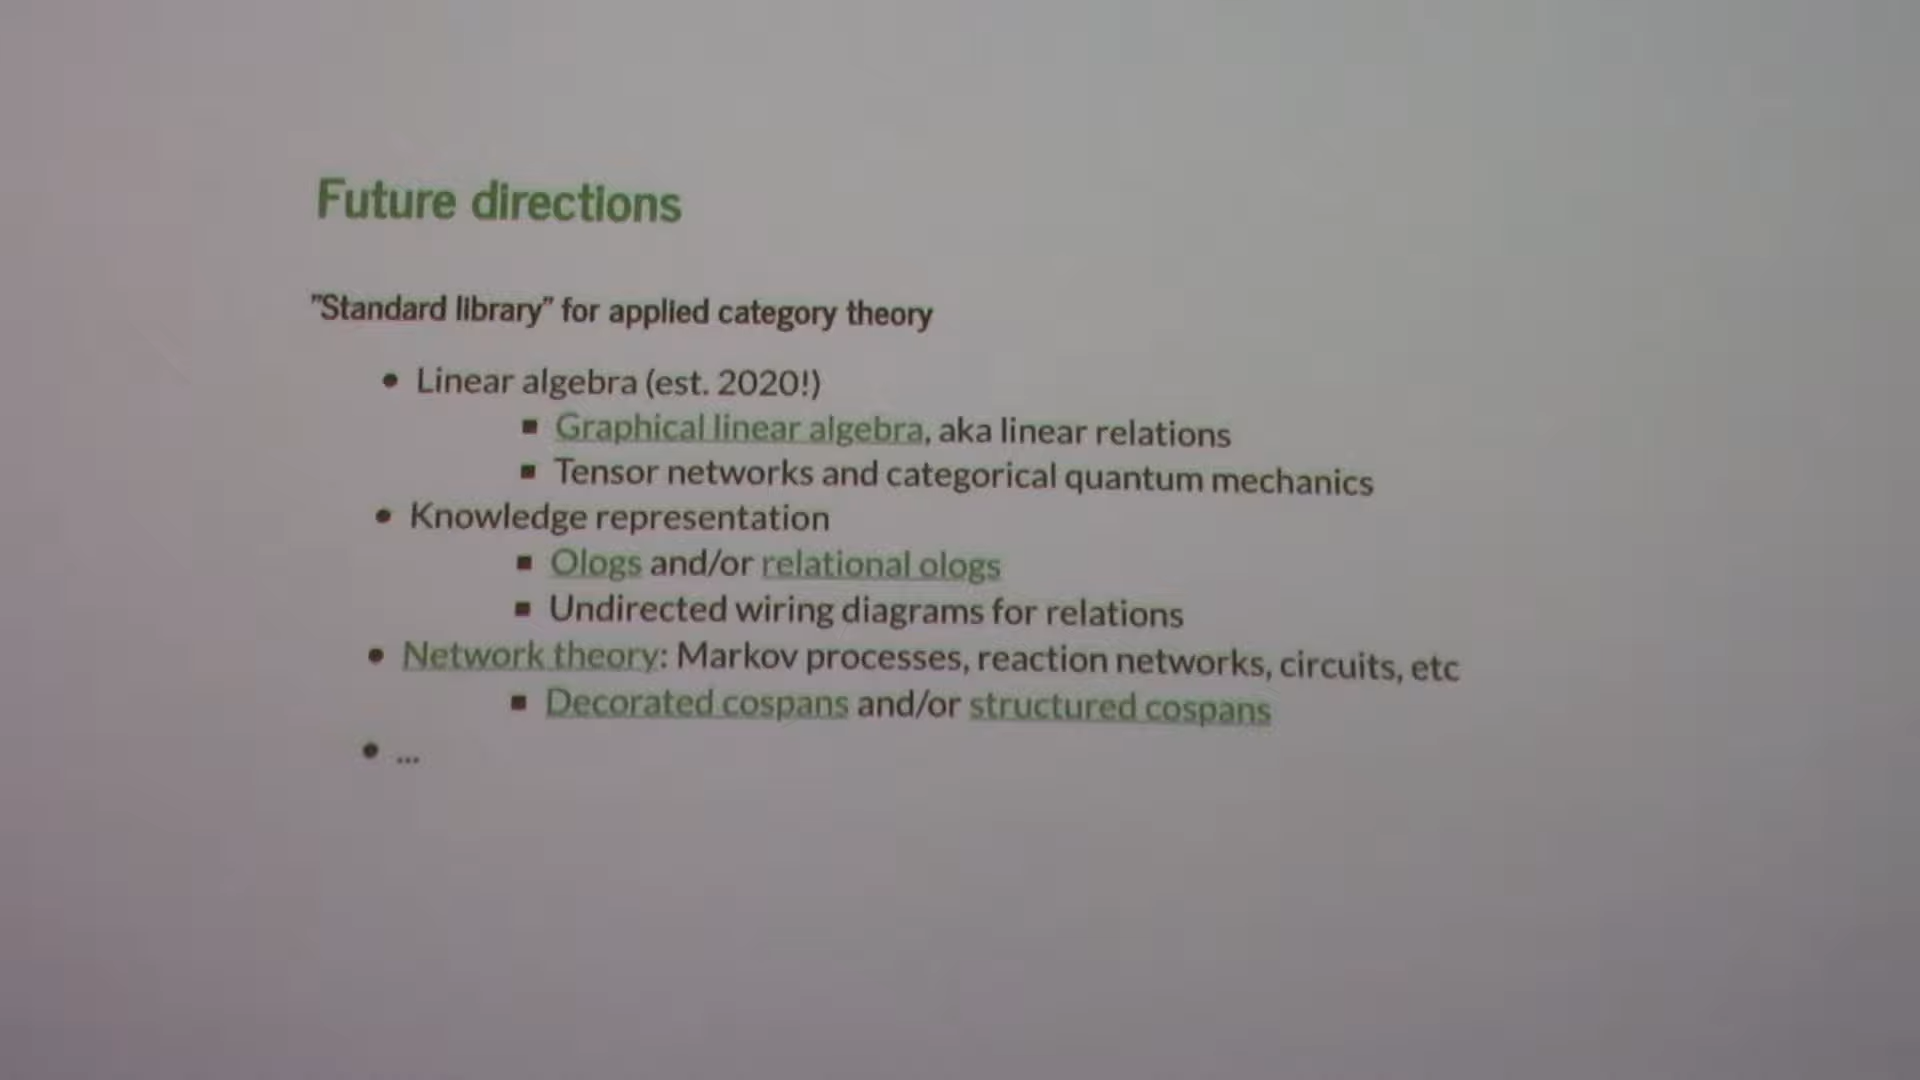 Future directions
"Standard library" for applied category theory
• Linear algebra (est. 2020!)
▪ Graphical linear algebra, aka linear relations
▪ Tensor networks and categorical quantum mechanics
• Knowledge representation
▪ Ologs and/or relational ologs
▪ Undirected wiring diagrams for relations
• Network theory: Markov processes, reaction networks, circuits, etc
▪ Decorated cospans and/or structured cospans
• ...